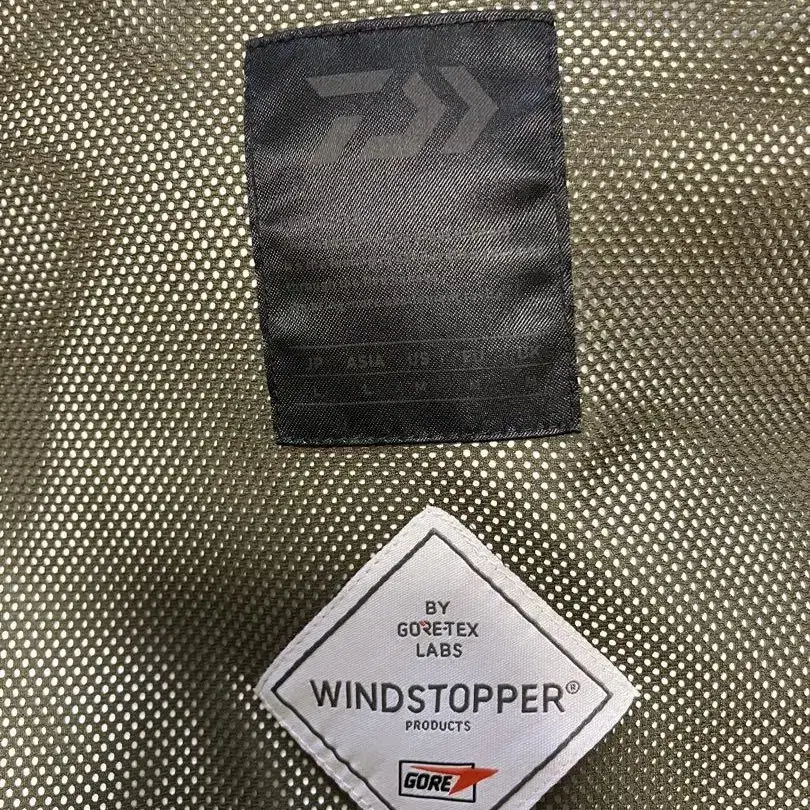 JP ASIA US EU UK
L L M M M
BY
GORE-TEX
LABS
WINDSTOPPER®
PRODUCTS
GORE